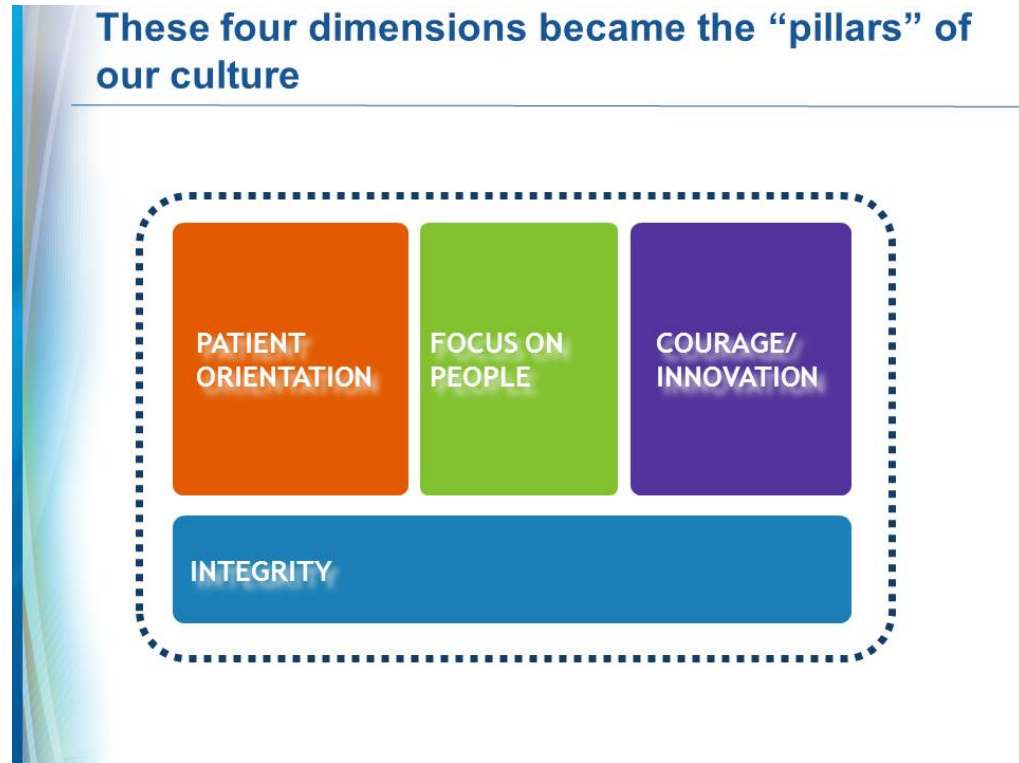 These four dimensions became the “pillars” of
our culture
PATIENT
ORIENTATION
FOCUS ON
PEOPLE
COURAGE/
INNOVATION
INTEGRITY